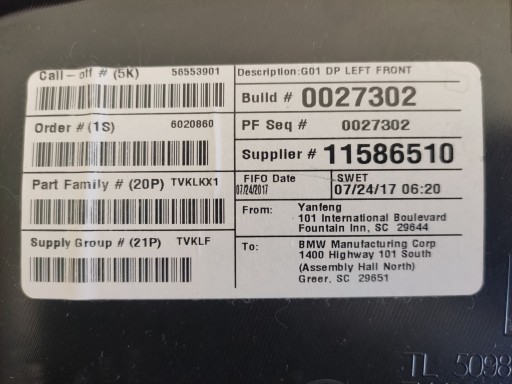 Call-off # (5K) 56553901
Order # (1S) 6020860
Part Family # (20P) TVKLKX1
Supply Group # (21P) TVKLF
Description:G01 DP LEFT FRONT
Build # 0027302
PF Seq # 0027302
Supplier # 11586510
FIFO Date
07/24/2017
SWET
07/24/17 06:20
From: Yanfeng
101 International Boulevard
Fountain Inn, SC 29644
To: BMW Manufacturing Corp
1400 Highway 101 South
(Assembly Hall North)
Greer, SC 29651
TL 5098